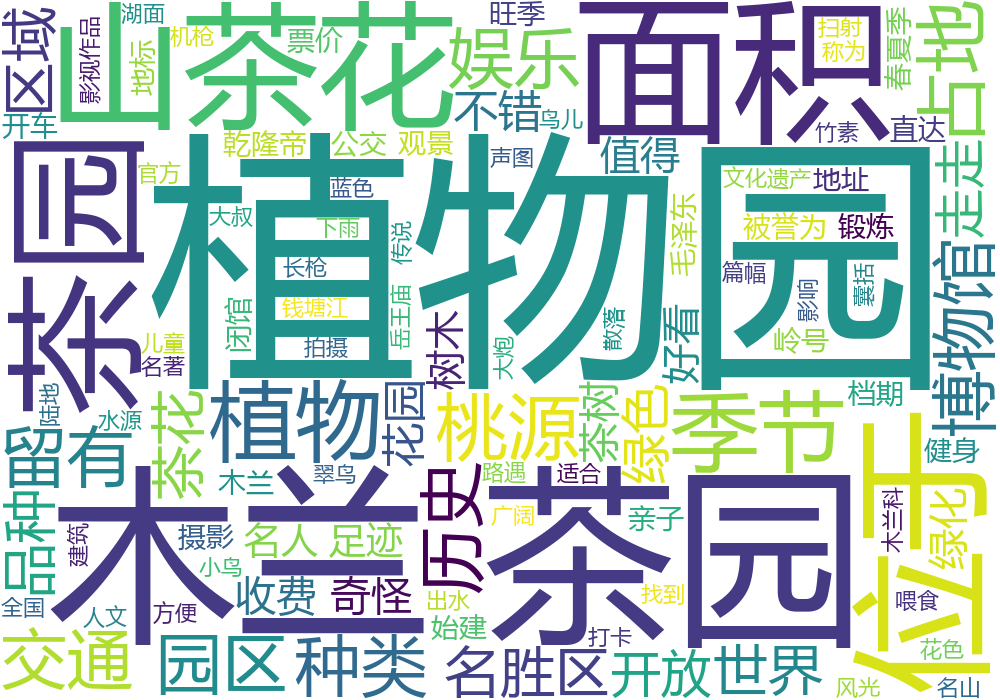 湖面
旺季
机枪
票价
扫射
称为
区域
影视作品
地标
山茶花
娱乐
面积
春夏季
占地
开车
不错
鸟儿
竹素
直达
乾隆帝
公交
观景
声图
值得
茶园
官方
植物园
蓝色
文化遗产
地址
走走
大叔
下雨
传说
毛泽东
被誉为
锻炼
长枪
篇幅
博物馆
钱塘江
岳王庙
影响
囊括
闭馆
散落
岭号
儿童
名著
拍摄
树木
大炮
好看
陆地
水源
茶花
植物
花园
桃源
茶树
绿色
季节
档期
位于
留有
木兰
翠鸟
路遇
适合
健身
品种
木兰
历史
茶园
广阔
亲子
木兰科
绿化
建筑
摄影
名人
足迹
小鸟
全国
人文
方便
收费
奇怪
出水
找到
喂食
始建
打卡
交通
园区
种类
名胜区
开放
世界
花色
风光
名山